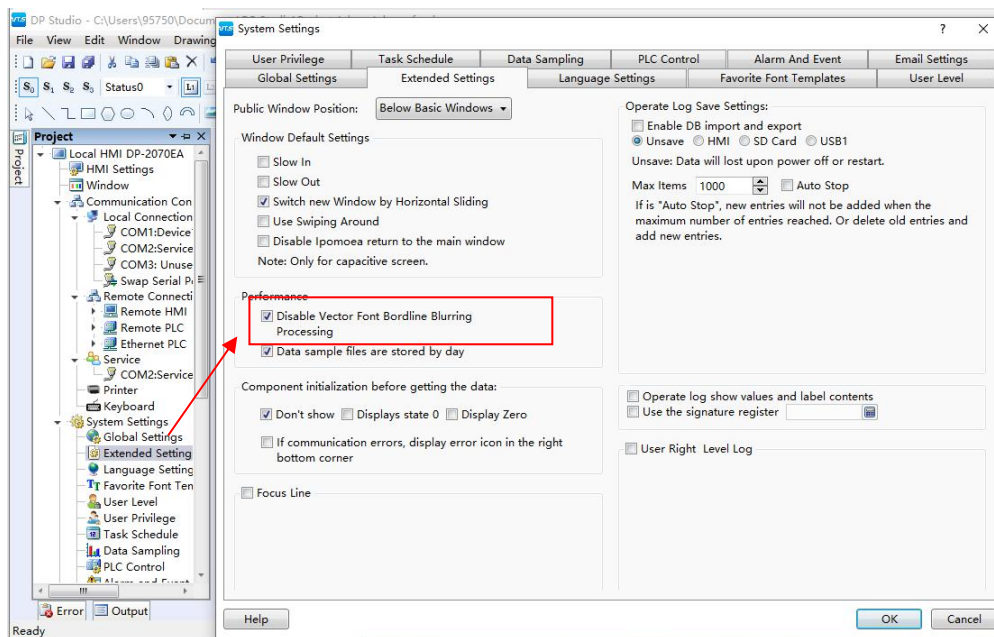 VTS DP Studio - C:\Users\95750\Docum
File View Edit Window Drawing
S0 S1 S2 S3 Status0 L1
Project
Project
Local HMI DP-2070EA
HMI Settings
Window
Communication Con
Local Connection
COM1:Device
COM2:Service
COM3: Unuse
Swap Serial P
Remote Connecti
Remote HMI
Remote PLC
Ethernet PLC
Service
COM2:Service
Printer
Keyboard
System Settings
Global Settings
Extended Setting
Language Setting
Favorite Font Ten
User Level
User Privilege
Task Schedule
Data Sampling
PLC Control
Alarm and Event
Error Output
Ready
VTS System Settings ? X
User Privilege Task Schedule Data Sampling PLC Control Alarm And Event Email Settings
Global Settings Extended Settings Language Settings Favorite Font Templates User Level
Public Window Position: Below Basic Windows
Window Default Settings
Slow In
Slow Out
Switch new Window by Horizontal Sliding
Use Swiping Around
Disable Ipomoea return to the main window
Note: Only for capacitive screen.
Performance
Disable Vector Font Bordline Blurring
Processing
Data sample files are stored by day
Component initialization before getting the data:
Don't show Displays state 0 Display Zero
If communication errors, display error icon in the right
bottom corner
Focus Line
Operate Log Save Settings:
Enable DB import and export
Unsave HMI SD Card USB1
Unsave: Data will lost upon power off or restart.
Max Items 1000 Auto Stop
If is "Auto Stop", new entries will not be added when the
maximum number of entries reached. Or delete old entries and
add new entries.
Operate log show values and label contents
Use the signature register
User Right Level Log
Help OK Cancel